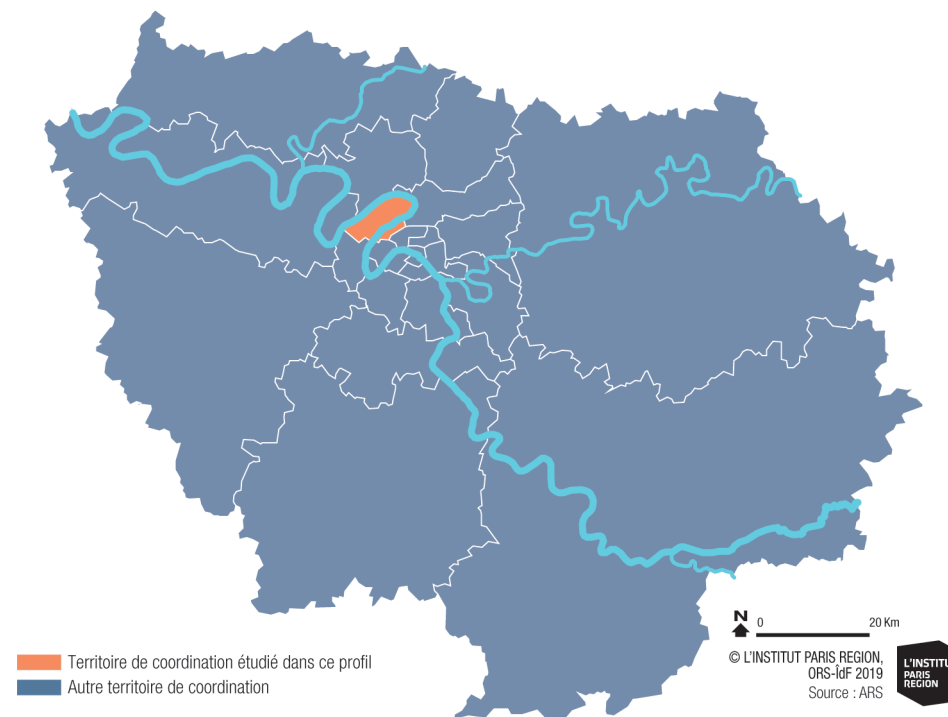 Territoire de coordination étudié dans ce profil
Autre territoire de coordination
N
0 20 Km
© L'INSTITUT PARIS REGION,
ORS-ÎdF 2019
Source : ARS
L'INSTITU
PARIS
REGION